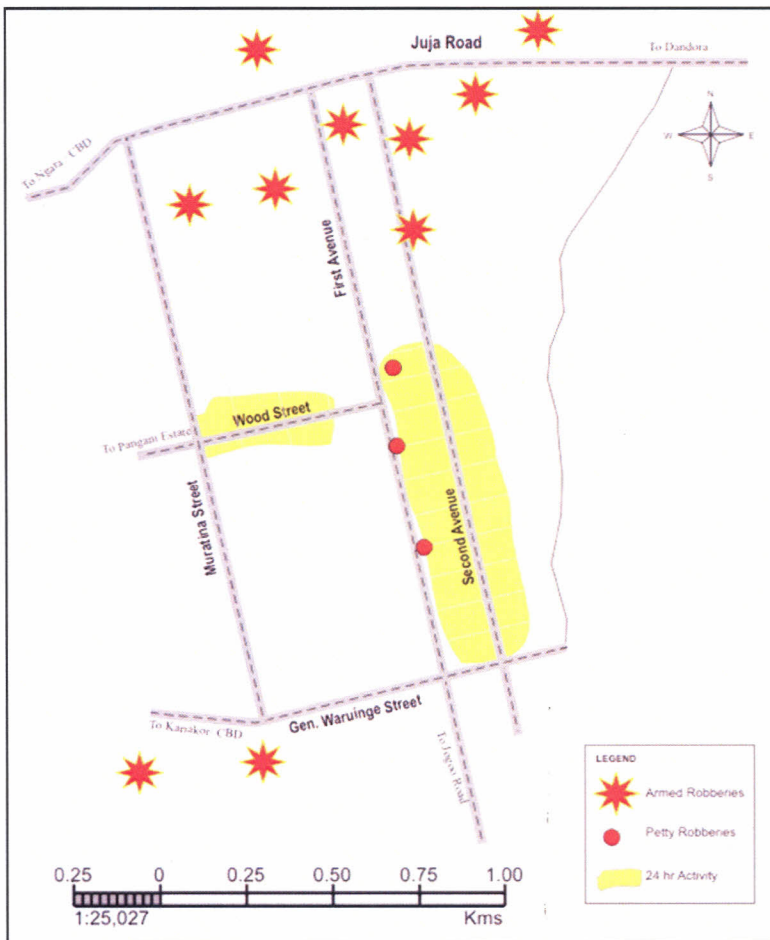 Juja Road
To Dandora
N
W E
S
To Ngara CBD
First Avenue
Wood Street
To Pangani Estate
Muratina Street
Second Avenue
Gen. Waruinge Street
To Kariakor CBD
To Jogoo Road
LEGEND
Armed Robberies
Petty Robberies
24 hr Activity
0.25 0 0.25 0.50 0.75 1.00
1:25,027 Kms